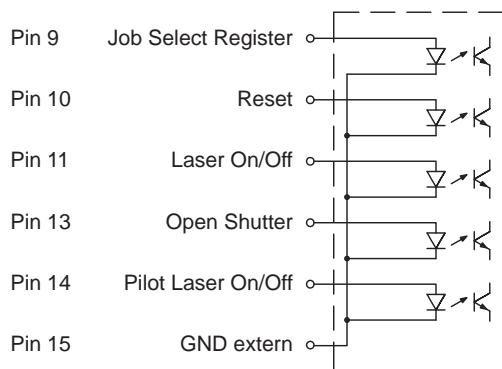 Pin 9 Job Select Register
Pin 10 Reset
Pin 11 Laser On/Off
Pin 13 Open Shutter
Pin 14 Pilot Laser On/Off
Pin 15 GND extern